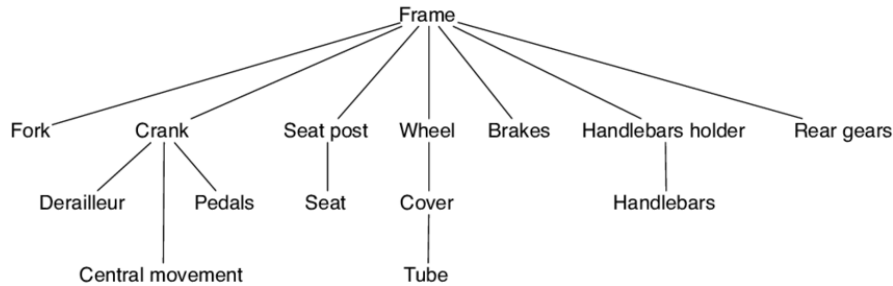 Frame
Fork Crank Seat post Wheel Brakes Handlebars holder Rear gears
Derailleur Pedals Seat Cover Handlebars
Central movement Tube